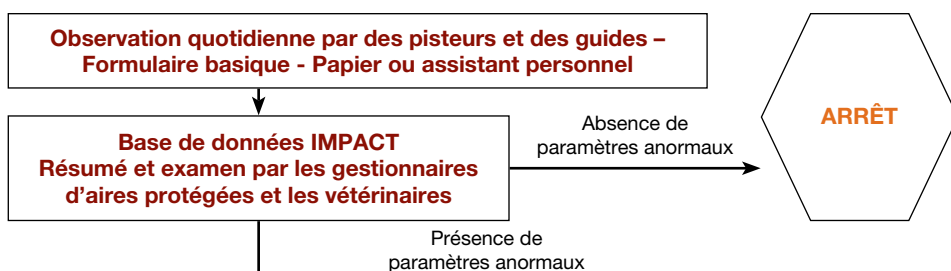 Observation quotidienne par des pisteurs et des guides –
Formulaire basique - Papier ou assistant personnel
Base de données IMPACT
Résumé et examen par les gestionnaires
d’aires protégées et les vétérinaires
Absence de
paramètres anormaux
ARRÊT
Présence de
paramètres anormaux